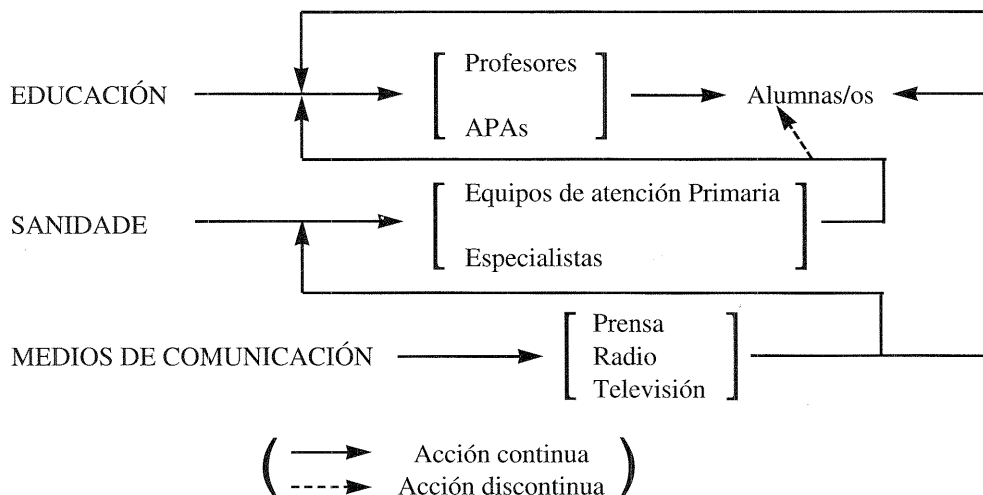 Profesores
EDUCACIÓN
Alumnas/os
APAs
Equipos de atención Primaria
SANIDADE
Especialistas
Prensa
MEDIOS DE COMUNICACIÓN
Radio
Televisión
Acción continua
Acción discontinua